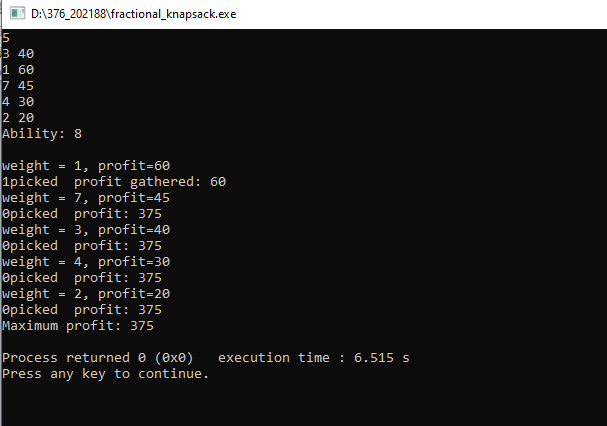 D:\376_202188\fractional_knapsack.exe
5
3 40
1 60
7 45
4 30
2 20
Ability: 8
weight = 1, profit=60
1picked  profit gathered: 60
weight = 7, profit=45
0picked  profit: 375
weight = 3, profit=40
0picked  profit: 375
weight = 4, profit=30
0picked  profit: 375
weight = 2, profit=20
0picked  profit: 375
Maximum profit: 375
Process returned 0 (0x0)   execution time : 6.515 s
Press any key to continue.